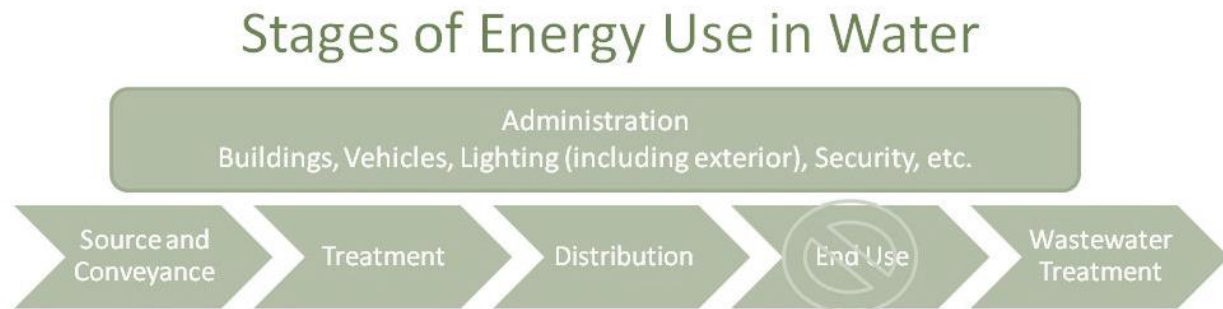 Stages of Energy Use in Water
Administration
Buildings, Vehicles, Lighting (including exterior), Security, etc.
Source and
Conveyance
Treatment
Distribution
End Use
Wastewater
Treatment